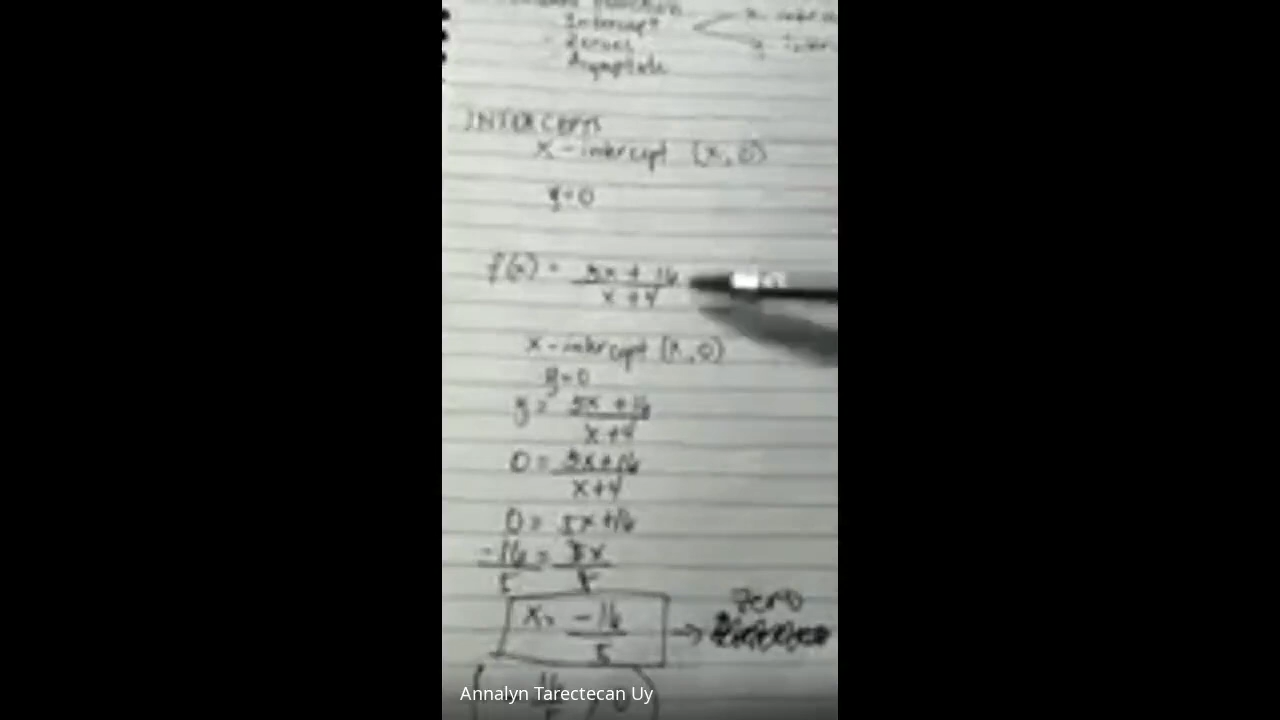 Intercept
Zeroes
Asymptote
INTERCEPTS
x-intercept (x, 0)
y=0
f(x) = 5x + 16 / x + 4
x-intercept (x, 0)
y=0
y = 5x + 16 / x + 4
0 = 5x + 16 / x + 4
0 = 5x + 16
-16 / 5 = 5x / 5
x = -16 / 5 → zero
Annalyn Tarectecan Uy